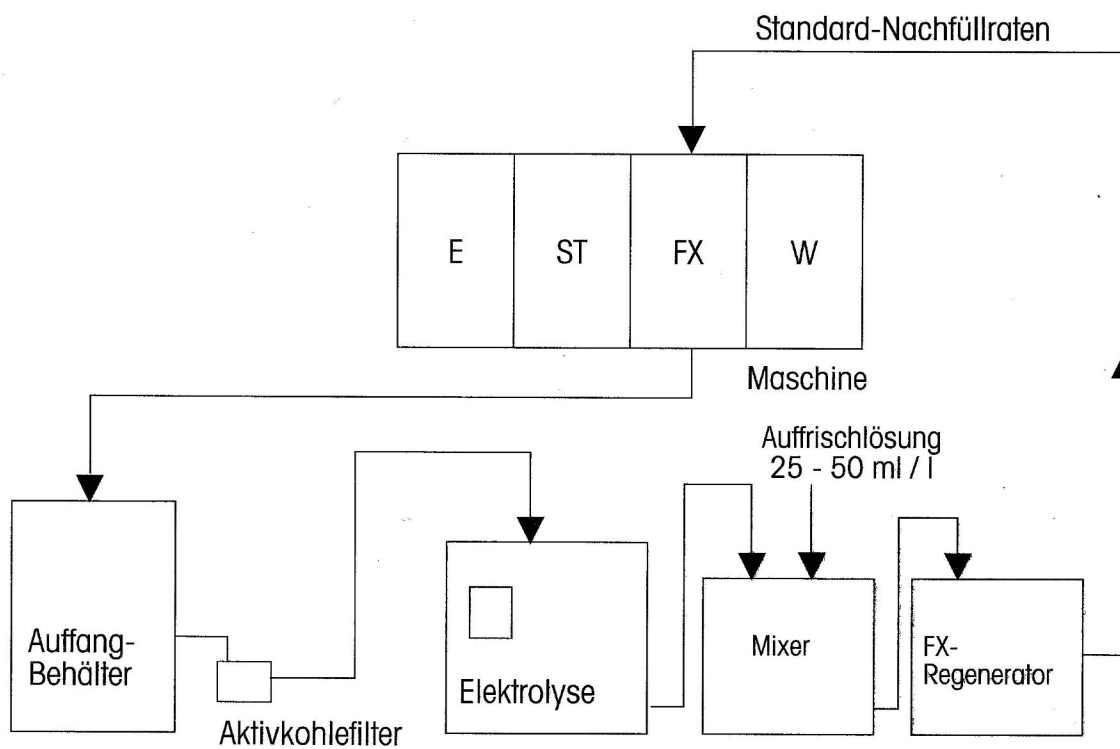 Standard-Nachfüllraten
E
ST
FX
W
Maschine
Auffrischlösung
25 - 50 ml / l
Auffang-
Behälter
Aktivkohlefilter
Elektrolyse
Mixer
FX-
Regenerator